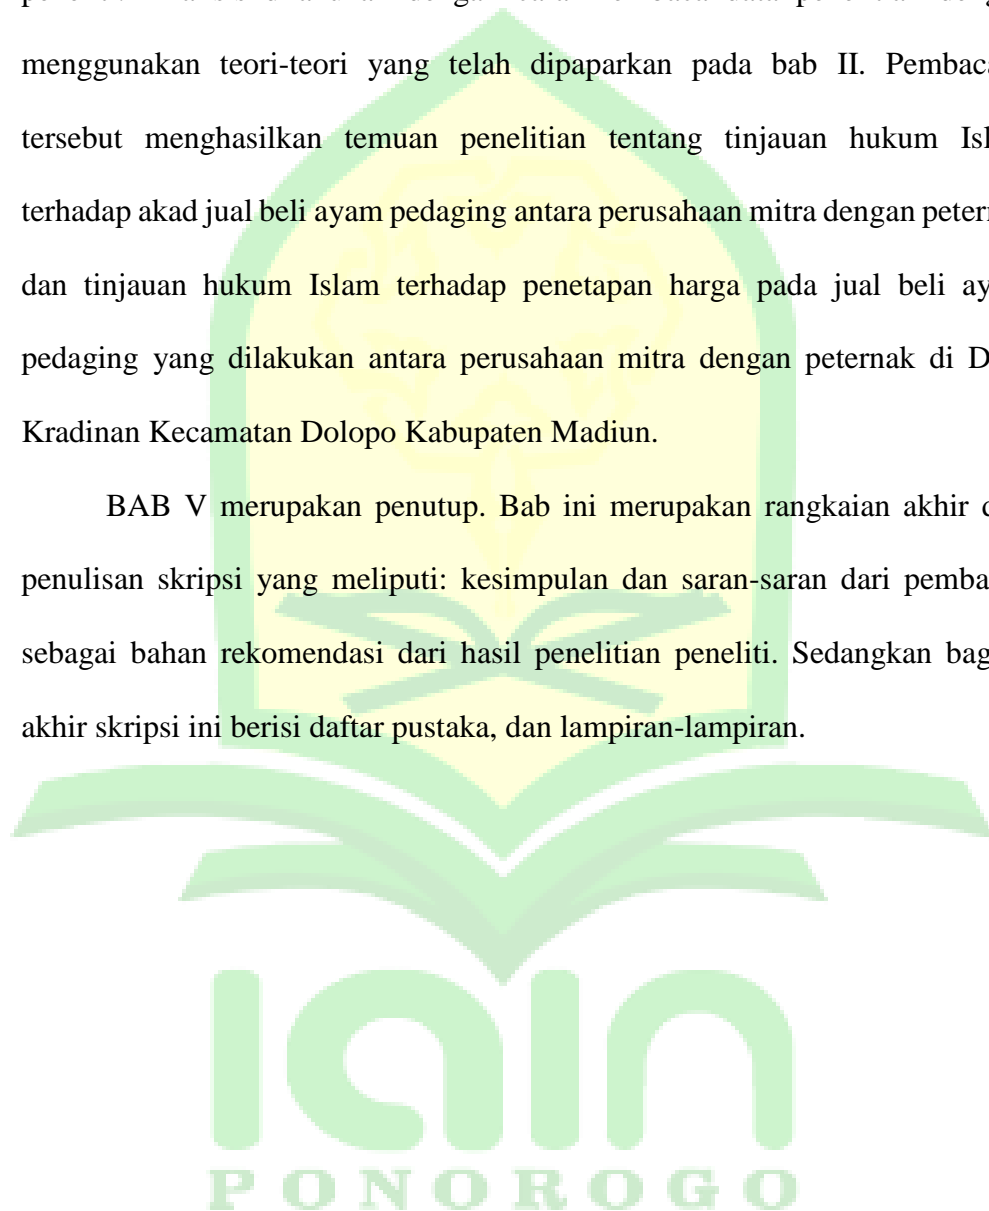 menggunakan teori-teori yang telah dipaparkan pada bab II.
tersebut menghasilkan temuan penelitian tentang tinjauan hukum
terhadap akad jual beli ayam pedaging antara perusahaan mitra dengan
dan tinjauan hukum Islam terhadap penetapan harga pada jual beli
pedaging yang dilakukan antara perusahaan mitra dengan peternak di
Kradinan Kecamatan Dolopo Kabupaten Madiun.
BAB V merupakan penutup. Bab ini merupakan rangkaian akhir
penulisan skripsi yang meliputi: kesimpulan dan saran-saran dari
sebagai bahan rekomendasi dari hasil penelitian peneliti. Sedangkan
akhir skripsi ini berisi daftar pustaka, dan lampiran-lampiran.
iain
PONOROGO